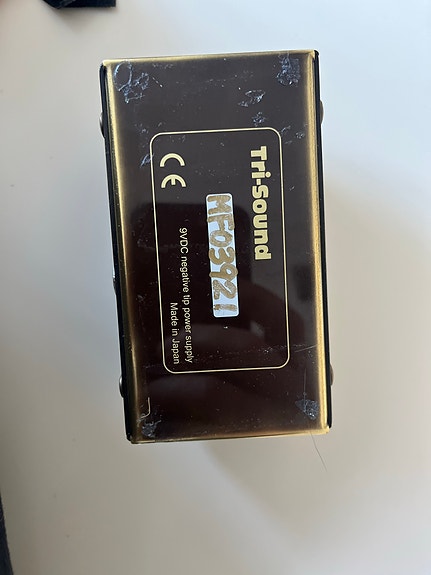 Tri-Sound
MF03921
9VDC negative tip power supply
Made in Japan
CE